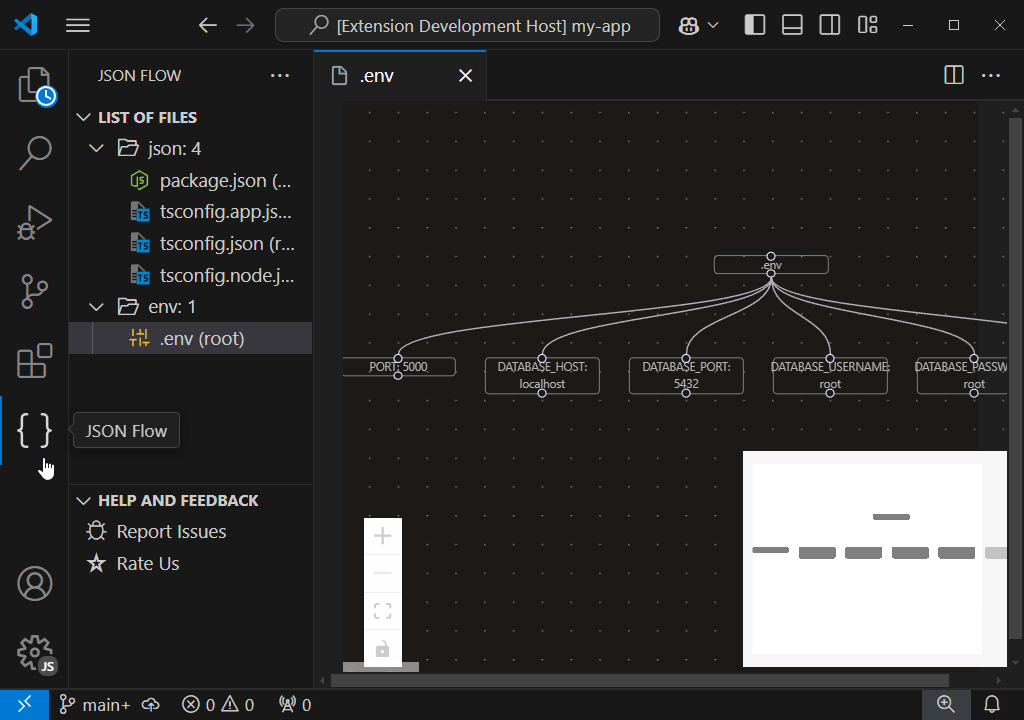 [Extension Development Host] my-app
JSON FLOW
.env
LIST OF FILES
json: 4
package.json (...
tsconfig.app.js...
tsconfig.json (r...
tsconfig.node.j...
env: 1
.env (root)
.env
PORT: 5000
DATABASE_HOST:
localhost
DATABASE_PORT:
5432
DATABASE_USERNAME:
root
DATABASE_PASSW
root
JSON Flow
HELP AND FEEDBACK
Report Issues
Rate Us
JS
main+
0
0
0